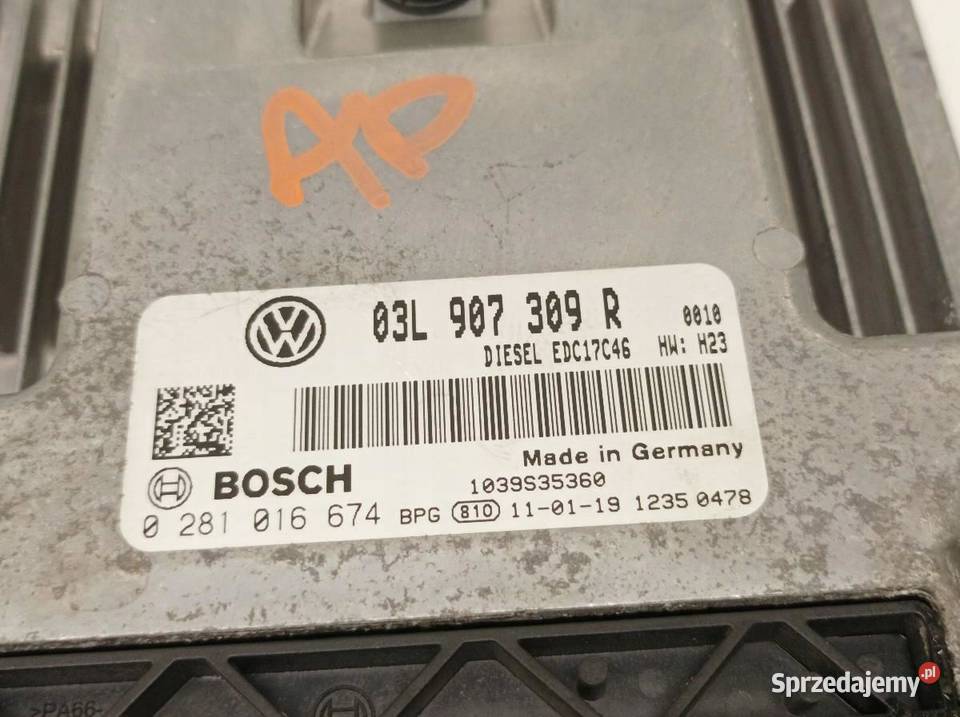 AP
03L 907 309 R 0010
DIESEL EDC17C46 HW: H23
Made in Germany
BOSCH
1039S35360
0 281 016 674 BPG 810 11-01-19 1235 0478
>PA66-
Sprzedajemy.pl